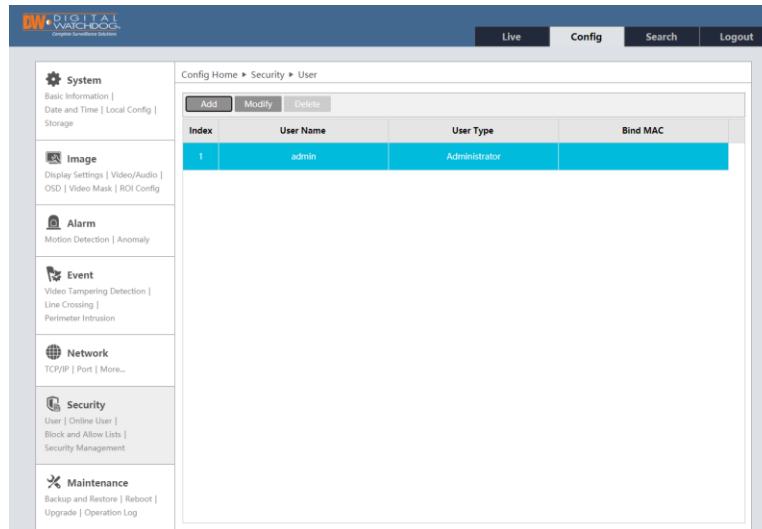 DW DIGITAL
WATCHDOG
Complete Surveillance Solutions
Live Config Search Logout
System
Basic Information |
Date and Time | Local Config |
Storage
Image
Display Settings | Video/Audio |
OSD | Video Mask | ROI Config
Alarm
Motion Detection | Anomaly
Event
Video Tampering Detection |
Line Crossing |
Perimeter Intrusion
Network
TCP/IP | Port | More...
Security
User | Online User |
Block and Allow Lists |
Security Management
Maintenance
Backup and Restore | Reboot |
Upgrade | Operation Log
Config Home ▸ Security ▸ User
Add Modify Delete
Index User Name User Type Bind MAC
1 admin Administrator